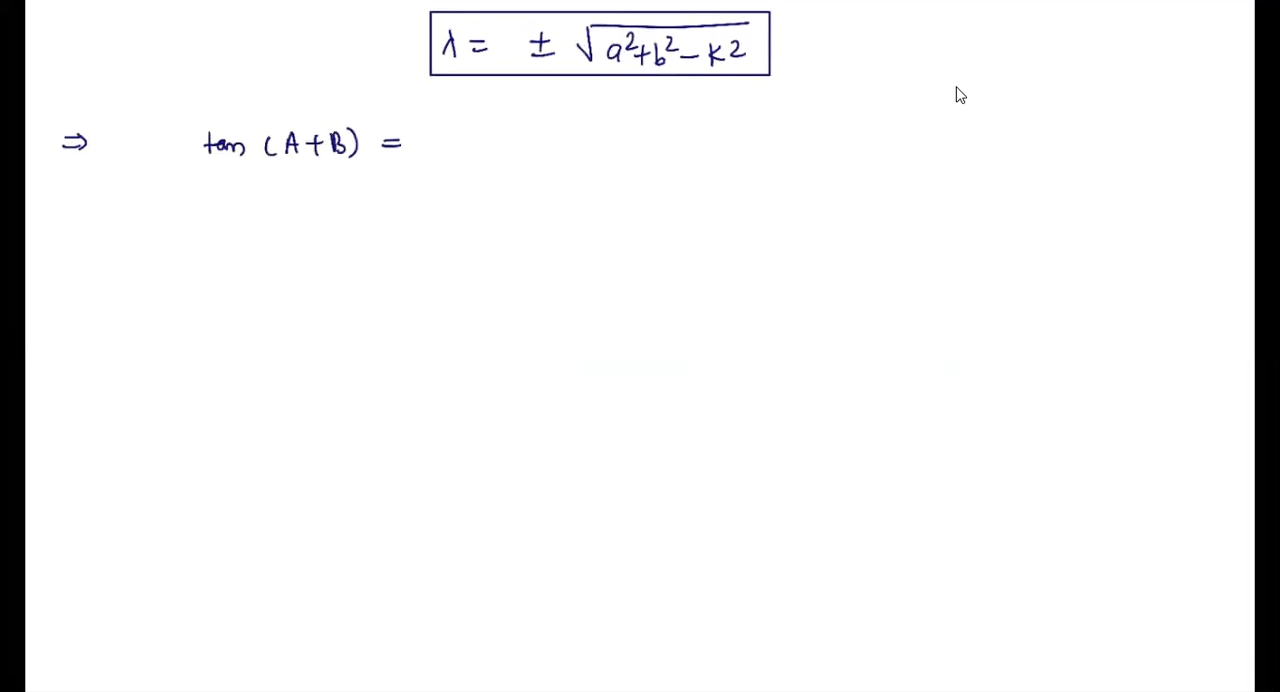 λ = ± √a²+b²−k²
⇒ tan (A+B) =